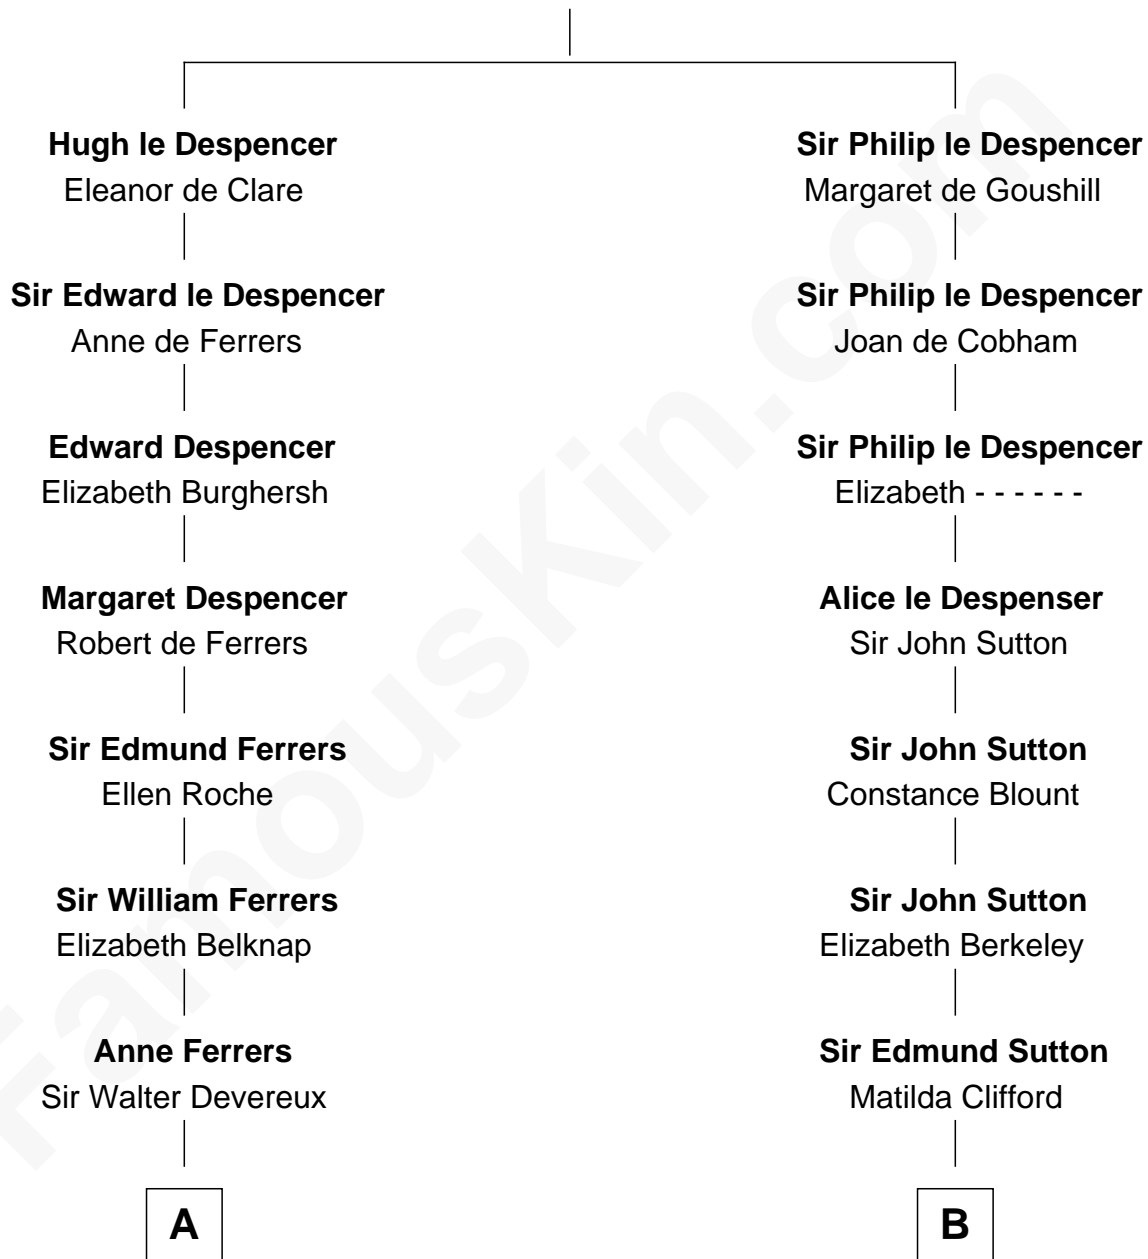 Hugh le Despencer
Eleanor de Clare
Sir Philip le Despencer
Margaret de Goushill
Sir Edward le Despencer
Anne de Ferrers
Sir Philip le Despencer
Joan de Cobham
Edward Despencer
Elizabeth Burghersh
Sir Philip le Despencer
Elizabeth - - - - - -
Margaret Despencer
Robert de Ferrers
Alice le Despenser
Sir John Sutton
Sir Edmund Ferrers
Ellen Roche
Sir John Sutton
Constance Blount
Sir William Ferrers
Elizabeth Belknap
Sir John Sutton
Elizabeth Berkeley
Anne Ferrers
Sir Walter Devereux
Sir Edmund Sutton
Matilda Clifford
A
B
FamousKin.com